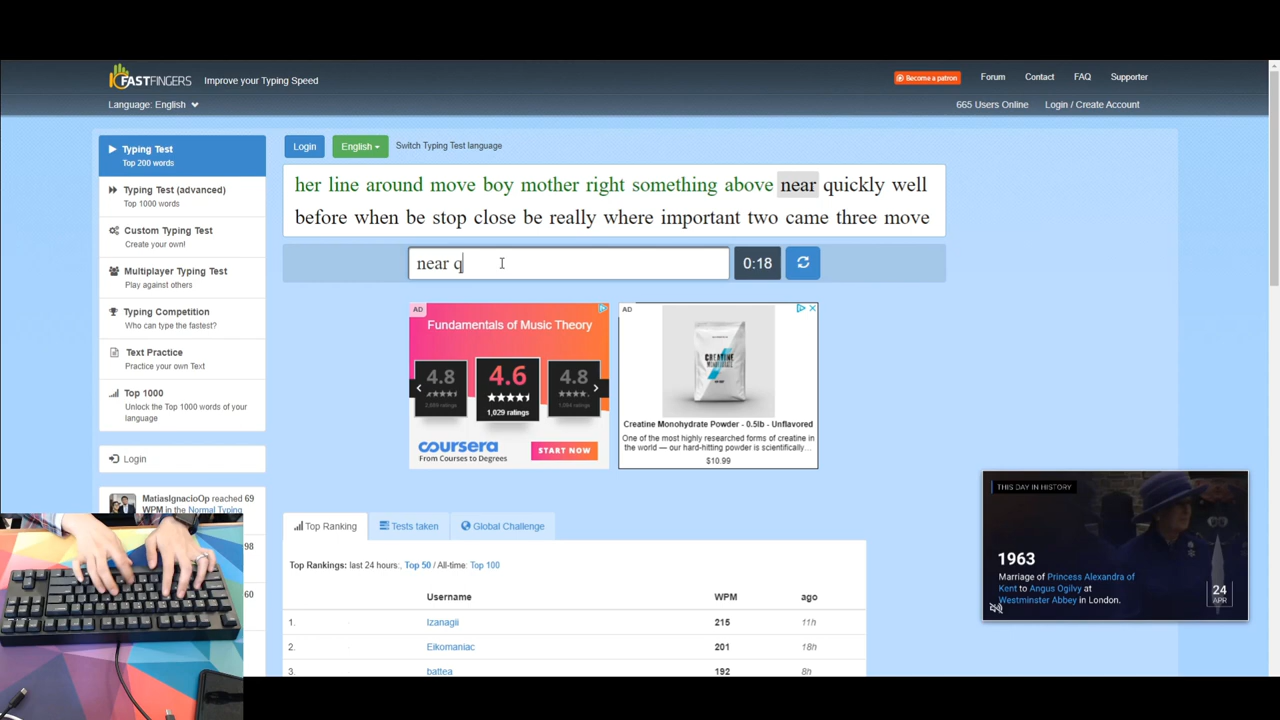 FASTFINGERS
Improve your Typing Speed
Become a patron
Forum
Contact
FAQ
Supporter
Language: English
665 Users Online
Login / Create Account
Typing Test
Top 200 words
Typing Test (advanced)
Top 1000 words
Custom Typing Test
Create your own!
Multiplayer Typing Test
Play against others
Typing Competition
Who can type the fastest?
Text Practice
Practice your own Text
Top 1000
Unlock the Top 1000 words of your
language
Login
MatiasIgnacioOp reached 69
WPM in the Normal Typing
98
60
Login
English
Switch Typing Test language
her line around move boy mother right something above near quickly well
before when be stop close be really where important two came three move
near q
0:18
AD
Fundamentals of Music Theory
4.8
4.6
4.8
1,029 ratings
coursera
START NOW
From Courses to Degrees
AD
CREATINE
MONOHYDRATE
Creatine Monohydrate Powder - 0.5lb - Unflavored
One of the most highly researched forms of creatine in
the world — our hard-hitting powder is scientifically...
$10.99
THIS DAY IN HISTORY
1963
Marriage of Princess Alexandra of
Kent to Angus Ogilvy at
Westminster Abbey in London.
24
APR
Top Ranking
Tests taken
Global Challenge
Top Rankings: last 24 hours:, Top 50 / All-time: Top 100
Username
WPM
ago
1. Izanagii 215 11h
2. Eikomaniac 201 18h
3. battea 192 8h